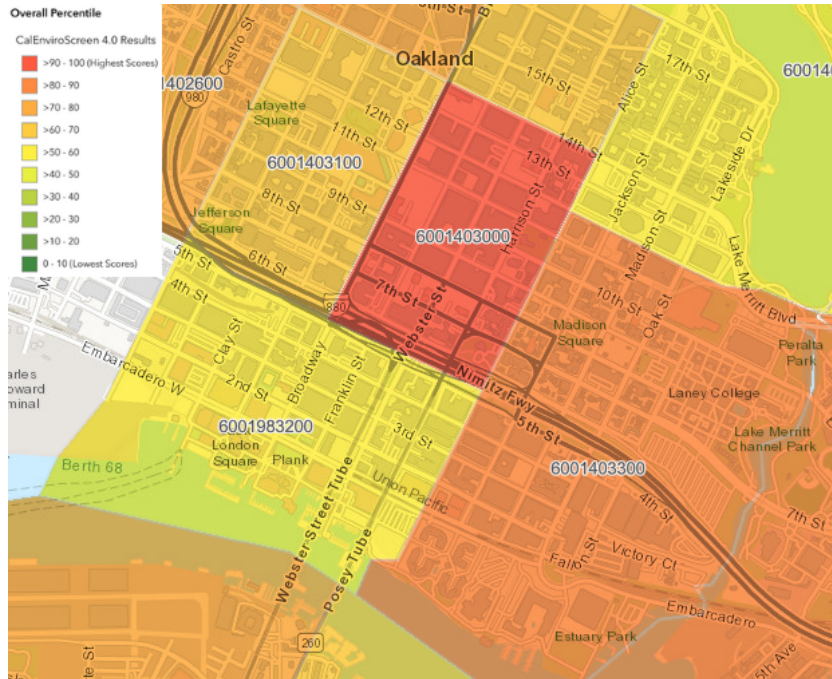 Overall Percentile
CalEnviroScreen 4.0 Results
>90 - 100 (Highest Scores)
>80 - 90
>70 - 80
>60 - 70
>50 - 60
>40 - 50
>30 - 40
>20 - 30
>10 - 20
0 - 10 (Lowest Scores)
Castro St
Oakland
17th St
15th St
Alice St
980
Lafayette
Square
12th St
11th St
14th St
13th St
6001403100
Lakeside Dr
Jackson St
8th St
9th St
Harrison St
6001403000
Madison St
Jefferson
Square
6th St
5th St
4th St
7th St
Webster St
880
10th St
Oak St
Madison
Square
Peralta
Park
Clay St
Broadway
Franklin St
Embarcadero W
2nd St
Nimitz Fwy
5th St
Laney College
3rd St
6001983200
London
Square
Plank
Lake Merritt
Channel Park
Berth 68
Union Pacific
6001403300
4th St
7th St
Webster Street Tube
Posey Tube
Fallon St
Victory Ct
Embarcadero
260
Estuary Park
5th Ave